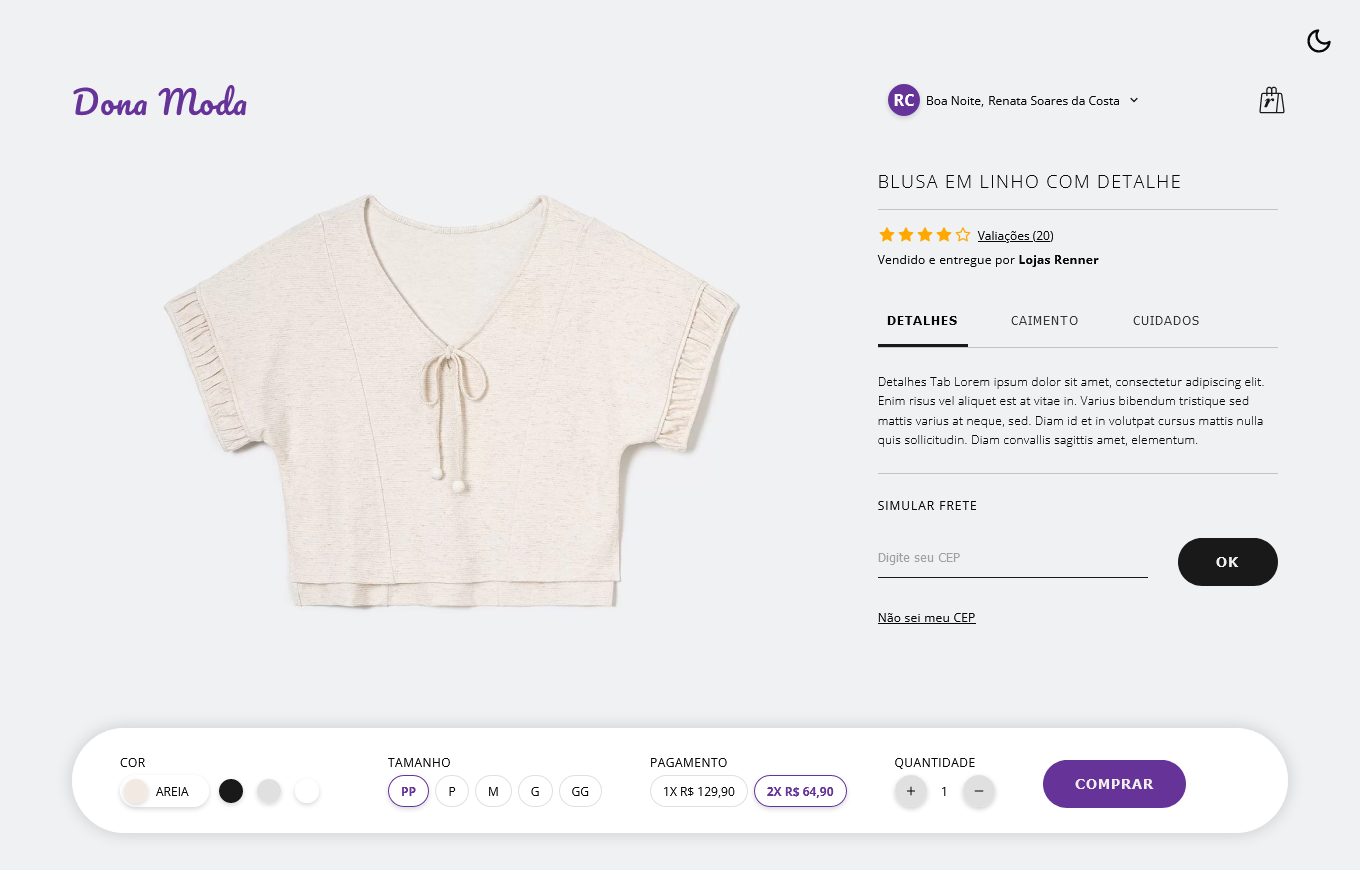 Dona Moda
RC Boa Noite, Renata Soares da Costa
r
BLUSA EM LINHO COM DETALHE
Valiações (20)
Vendido e entregue por Lojas Renner
DETALHES CAIMENTO CUIDADOS
Detalhes Tab Lorem ipsum dolor sit amet, consectetur adipiscing elit.
Enim risus vel aliquet est at vitae in. Varius bibendum tristique sed
mattis varius at neque, sed. Diam id et in volutpat cursus mattis nulla
quis sollicitudin. Diam convallis sagittis amet, elementum.
SIMULAR FRETE
Digite seu CEP
OK
Não sei meu CEP
COR
AREIA
TAMANHO
PP P M G GG
PAGAMENTO
1X R$ 129,90 2X R$ 64,90
QUANTIDADE
+ 1 −
COMPRAR